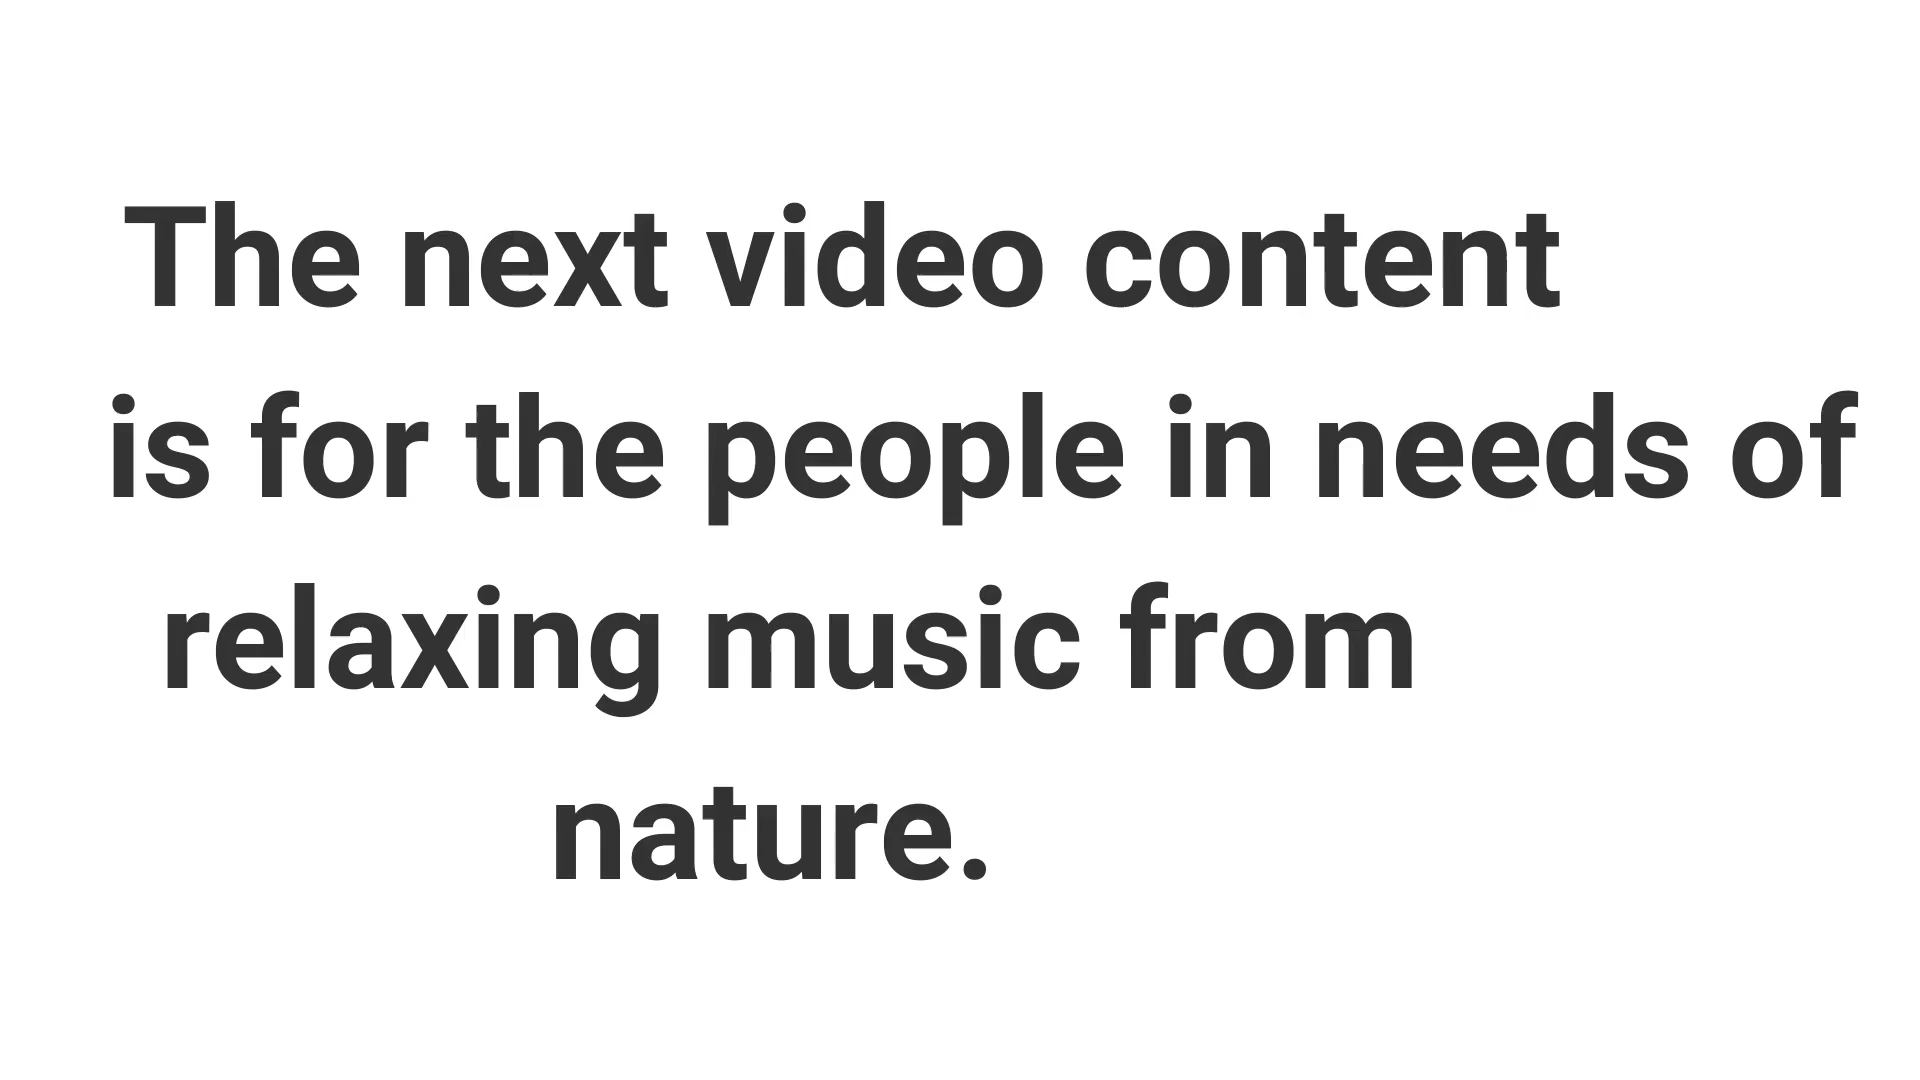 The next video content
is for the people in needs of
relaxing music from
nature.